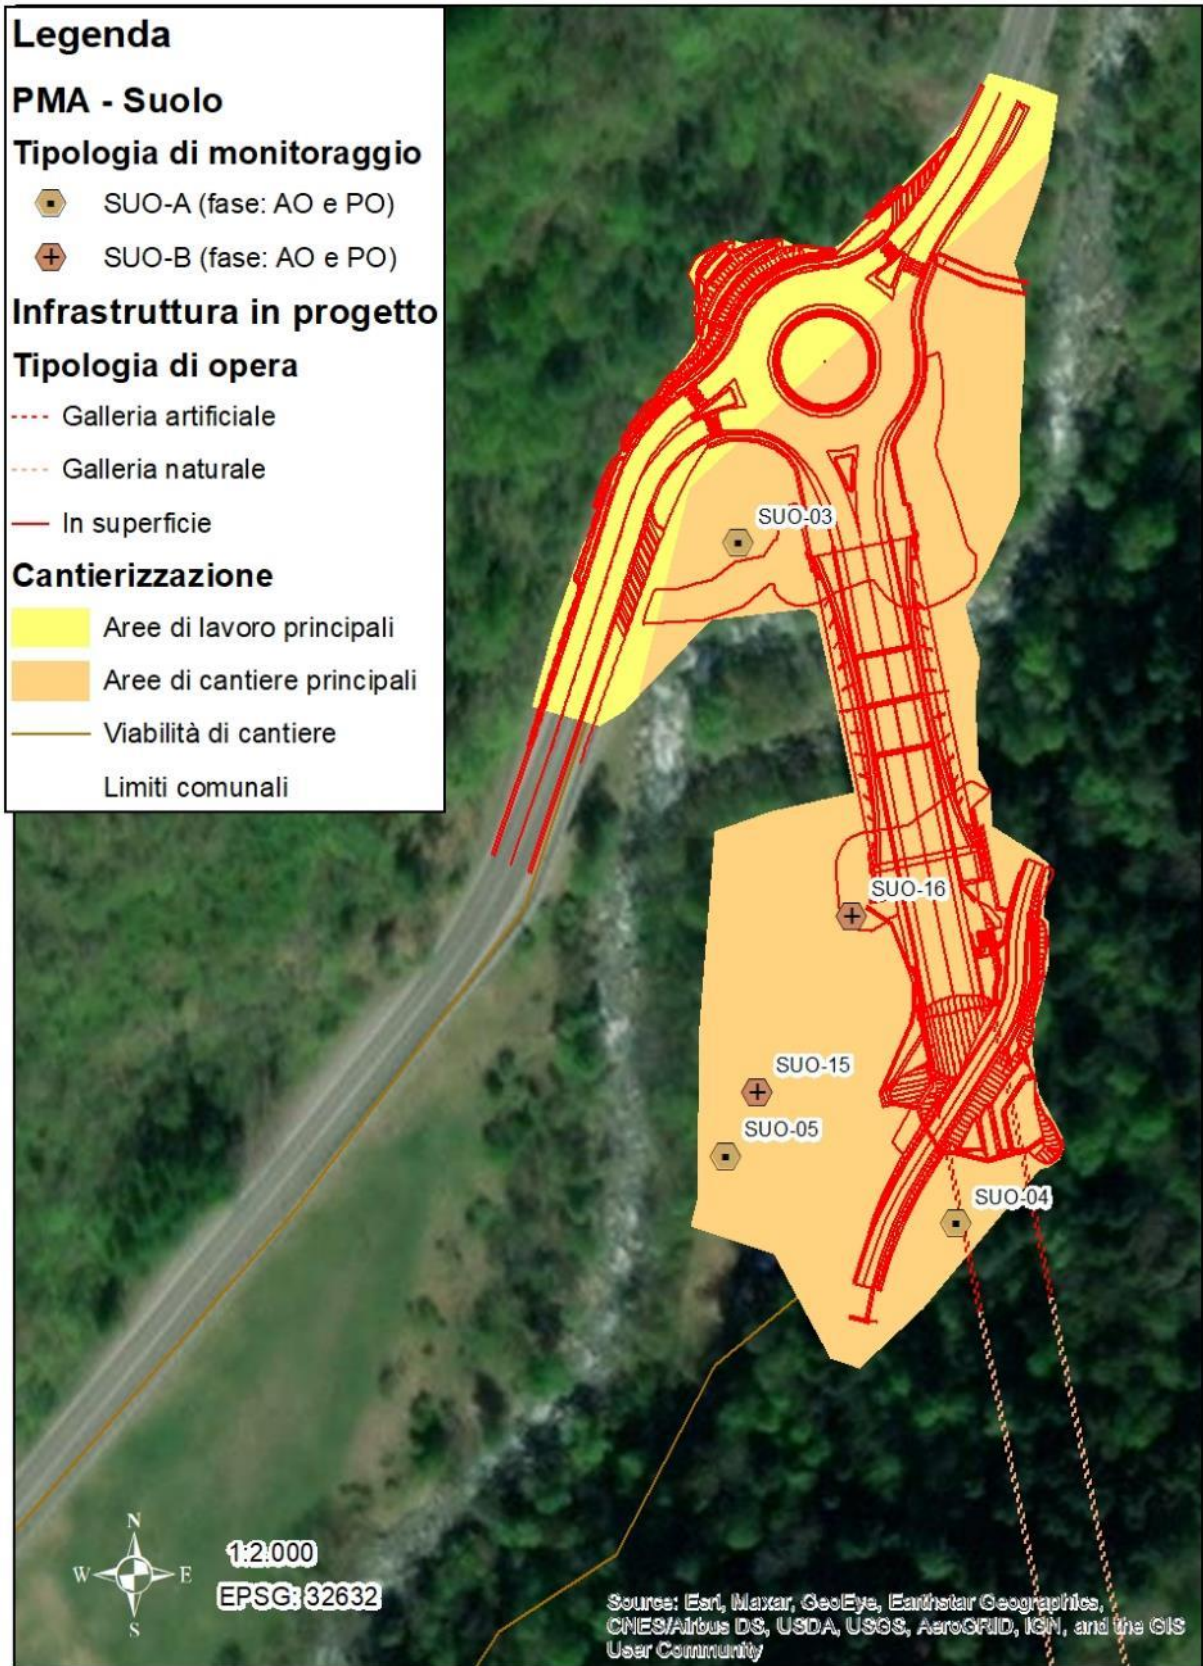 Legenda
PMA - Suolo
Tipologia di monitoraggio
SUO-A (fase: AO e PO)
SUO-B (fase: AO e PO)
Infrastruttura in progetto
Tipologia di opera
Galleria artificiale
Galleria naturale
In superficie
Cantierizzazione
Aree di lavoro principali
Aree di cantiere principali
Viabilità di cantiere
Limiti comunali
SUO-03
SUO-16
SUO-15
SUO-05
SUO-04
N
W
E
S
1:2.000
EPSG: 32632
Source: Esri, Maxar, GeoEye, Earthstar Geographics,
CNES/Airbus DS, USDA, USGS, AeroGRID, IGN, and the GIS
User Community